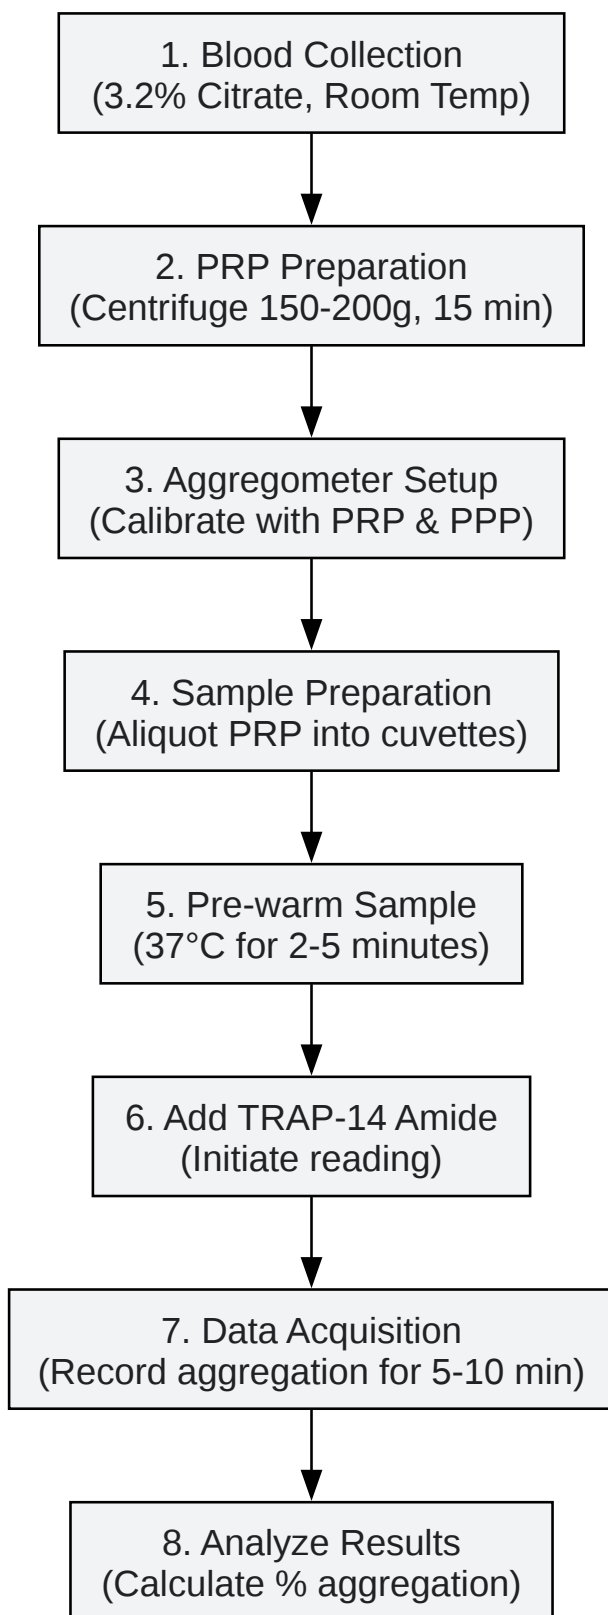 1. Blood Collection
(3.2% Citrate, Room Temp)
2. PRP Preparation
(Centrifuge 150-200g, 15 min)
3. Aggregometer Setup
(Calibrate with PRP & PPP)
4. Sample Preparation
(Aliquot PRP into cuvettes)
5. Pre-warm Sample
(37°C for 2-5 minutes)
6. Add TRAP-14 Amide
(Initiate reading)
7. Data Acquisition
(Record aggregation for 5-10 min)
8. Analyze Results
(Calculate % aggregation)